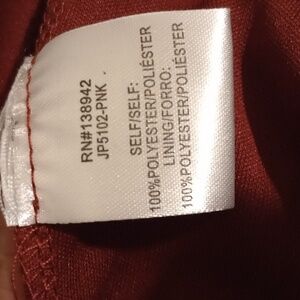 RN#138942
JP5102-PNK .
SELF/SELF:
100%POLYESTER/POLIÉSTER
LINING/FORRO:
100%POLYESTER/POLIÉSTER